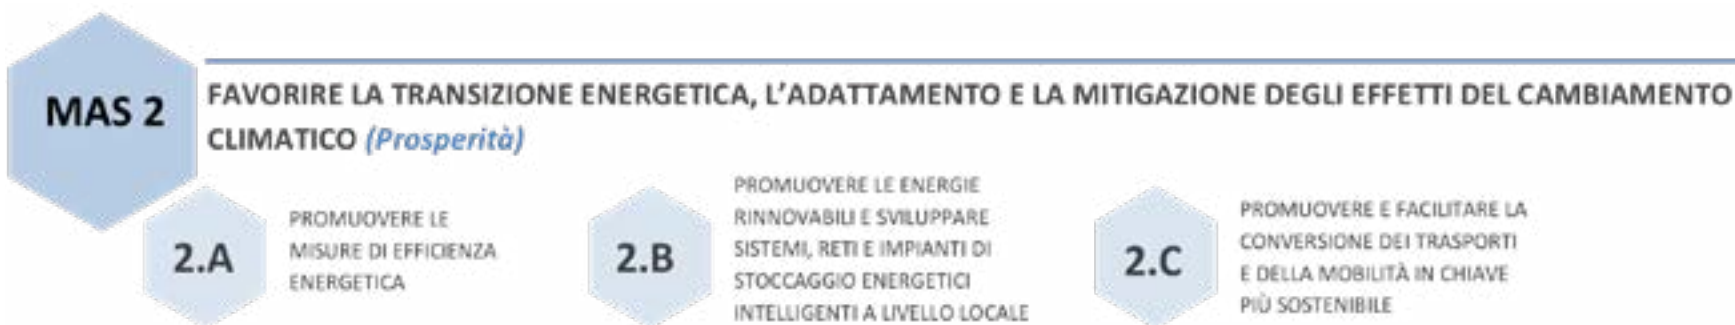 MAS 2
FAVORIRE LA TRANSIZIONE ENERGETICA, L'ADATTAMENTO E LA MITIGAZIONE DEGLI EFFETTI DEL CAMBIAMENTO
CLIMATICO (Prosperità)
2.A
PROMUOVERE LE
MISURE DI EFFICIENZA
ENERGETICA
2.B
PROMUOVERE LE ENERGIE
RINNOVABILI E SVILUPPARE
SISTEMI, RETI E IMPIANTI DI
STOCCAGGIO ENERGETICI
INTELLIGENTI A LIVELLO LOCALE
2.C
PROMUOVERE E FACILITARE LA
CONVERSIONE DEI TRASPORTI
E DELLA MOBILITÀ IN CHIAVE
PIÙ SOSTENIBILE